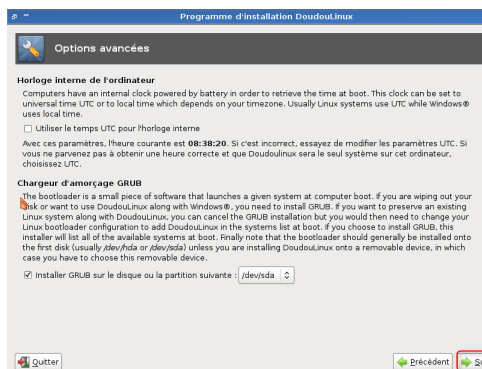 Programme d'installation DoudouLinux
Options avancées
Horloge interne de l'ordinateur
Computers have an internal clock powered by battery in order to retrieve the time at boot. This clock can be set to
universal time UTC or to local time which depends on your timezone. Usually Linux systems use UTC while Windows®
uses local time.
Utiliser le temps UTC pour l'horloge interne
Avec ces paramètres, l'heure courante est 08:38:20. Si c'est incorrect, essayez de modifier les paramètres UTC. Si
vous ne parvenez pas à obtenir une heure correcte et que Doudoulinux sera le seul système sur cet ordinateur,
choisissez UTC.
Chargeur d'amorçage GRUB
The bootloader is a small piece of software that launches a given system at computer boot. If you are wiping out your
disk or want to use DoudouLinux along with Windows®, you need to install GRUB. If you want to preserve an existing
Linux system along with DoudouLinux, you can cancel the GRUB installation but you would then need to change your
Linux bootloader configuration to add DoudouLinux in the systems list at boot. If you choose to install GRUB, this
installer will list all of the available systems at boot. Finally note that the bootloader should generally be installed onto
the first disk (usually /dev/hda or /dev/sda) unless you are installing DoudouLinux onto a removable device, in which
case you have to choose this removable device.
Installer GRUB sur le disque ou la partition suivante : /dev/sda
Quitter Précédent